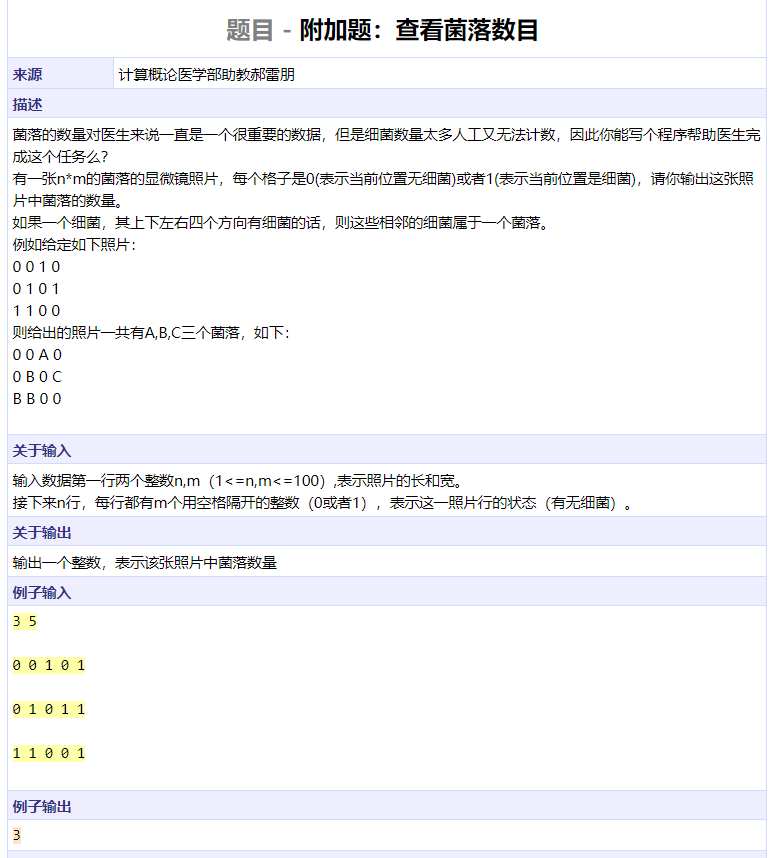 题目 - 附加题：查看菌落数目
来源 计算概论医学部助教郝雷朋
描述
菌落的数量对医生来说一直是一个很重要的数据，但是细菌数量太多人工又无法计数，因此你能写个程序帮助医生完
成这个任务么？
有一张n*m的菌落的显微镜照片，每个格子是0(表示当前位置无细菌)或者1(表示当前位置是细菌)，请你输出这张照
片中菌落的数量。
如果一个细菌，其上下左右四个方向有细菌的话，则这些相邻的细菌属于一个菌落。
例如给定如下照片：
0 0 1 0
0 1 0 1
1 1 0 0
则给出的照片一共有A,B,C三个菌落，如下：
0 0 A 0
0 B 0 C
B B 0 0
关于输入
输入数据第一行两个整数n,m（1<=n,m<=100）,表示照片的长和宽。
接下来n行，每行都有m个用空格隔开的整数（0或者1），表示这一照片行的状态（有无细菌）。
关于输出
输出一个整数，表示该张照片中菌落数量
例子输入
3 5
0 0 1 0 1
0 1 0 1 1
1 1 0 0 1
例子输出
3